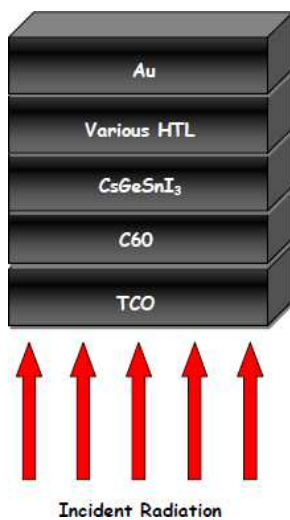 Au
Various HTL
CsGeSnI₃
C60
TCO
Incident Radiation